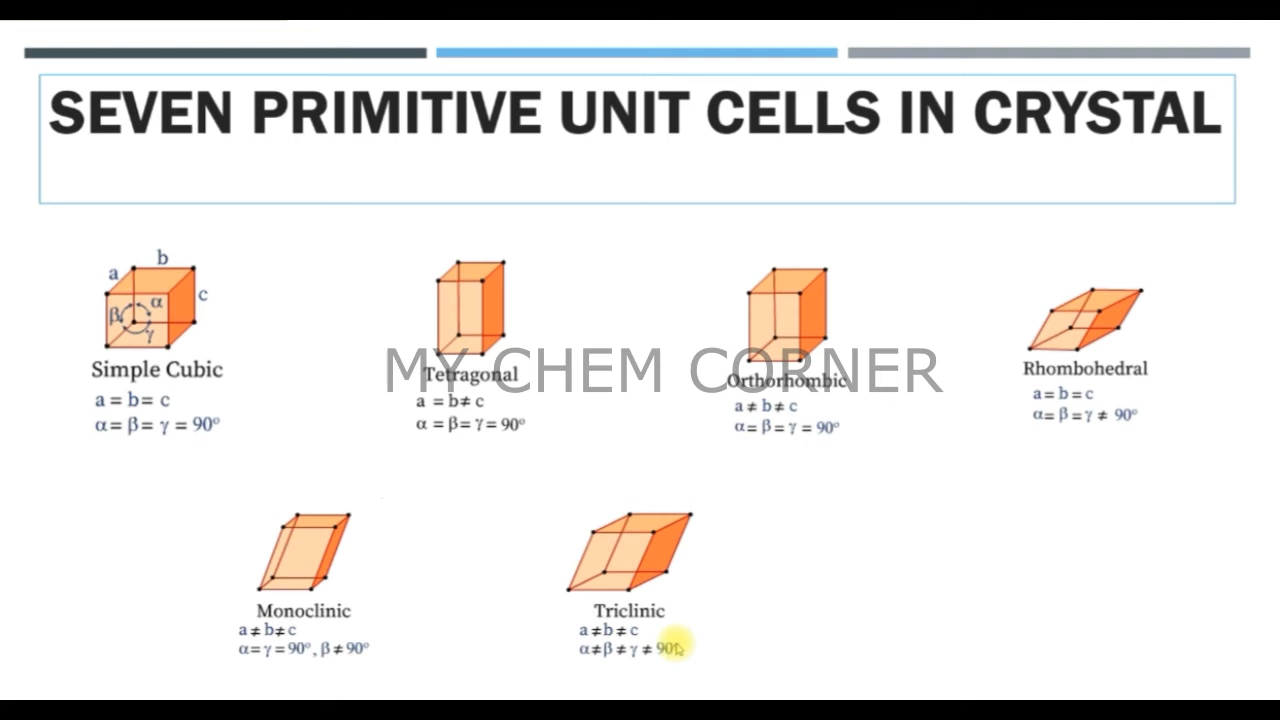 SEVEN PRIMITIVE UNIT CELLS IN CRYSTAL
b
a
c
α
β
γ
Simple Cubic
a = b = c
α = β = γ = 90°
Tetragonal
a = b ≠ c
α = β = γ = 90°
Orthorhombic
a ≠ b ≠ c
α = β = γ = 90°
Rhombohedral
a = b = c
α = β = γ ≠ 90°
MY CHEM CORNER
Monoclinic
a ≠ b ≠ c
α = γ = 90°, β ≠ 90°
Triclinic
a ≠ b ≠ c
α ≠ β ≠ γ ≠ 90°